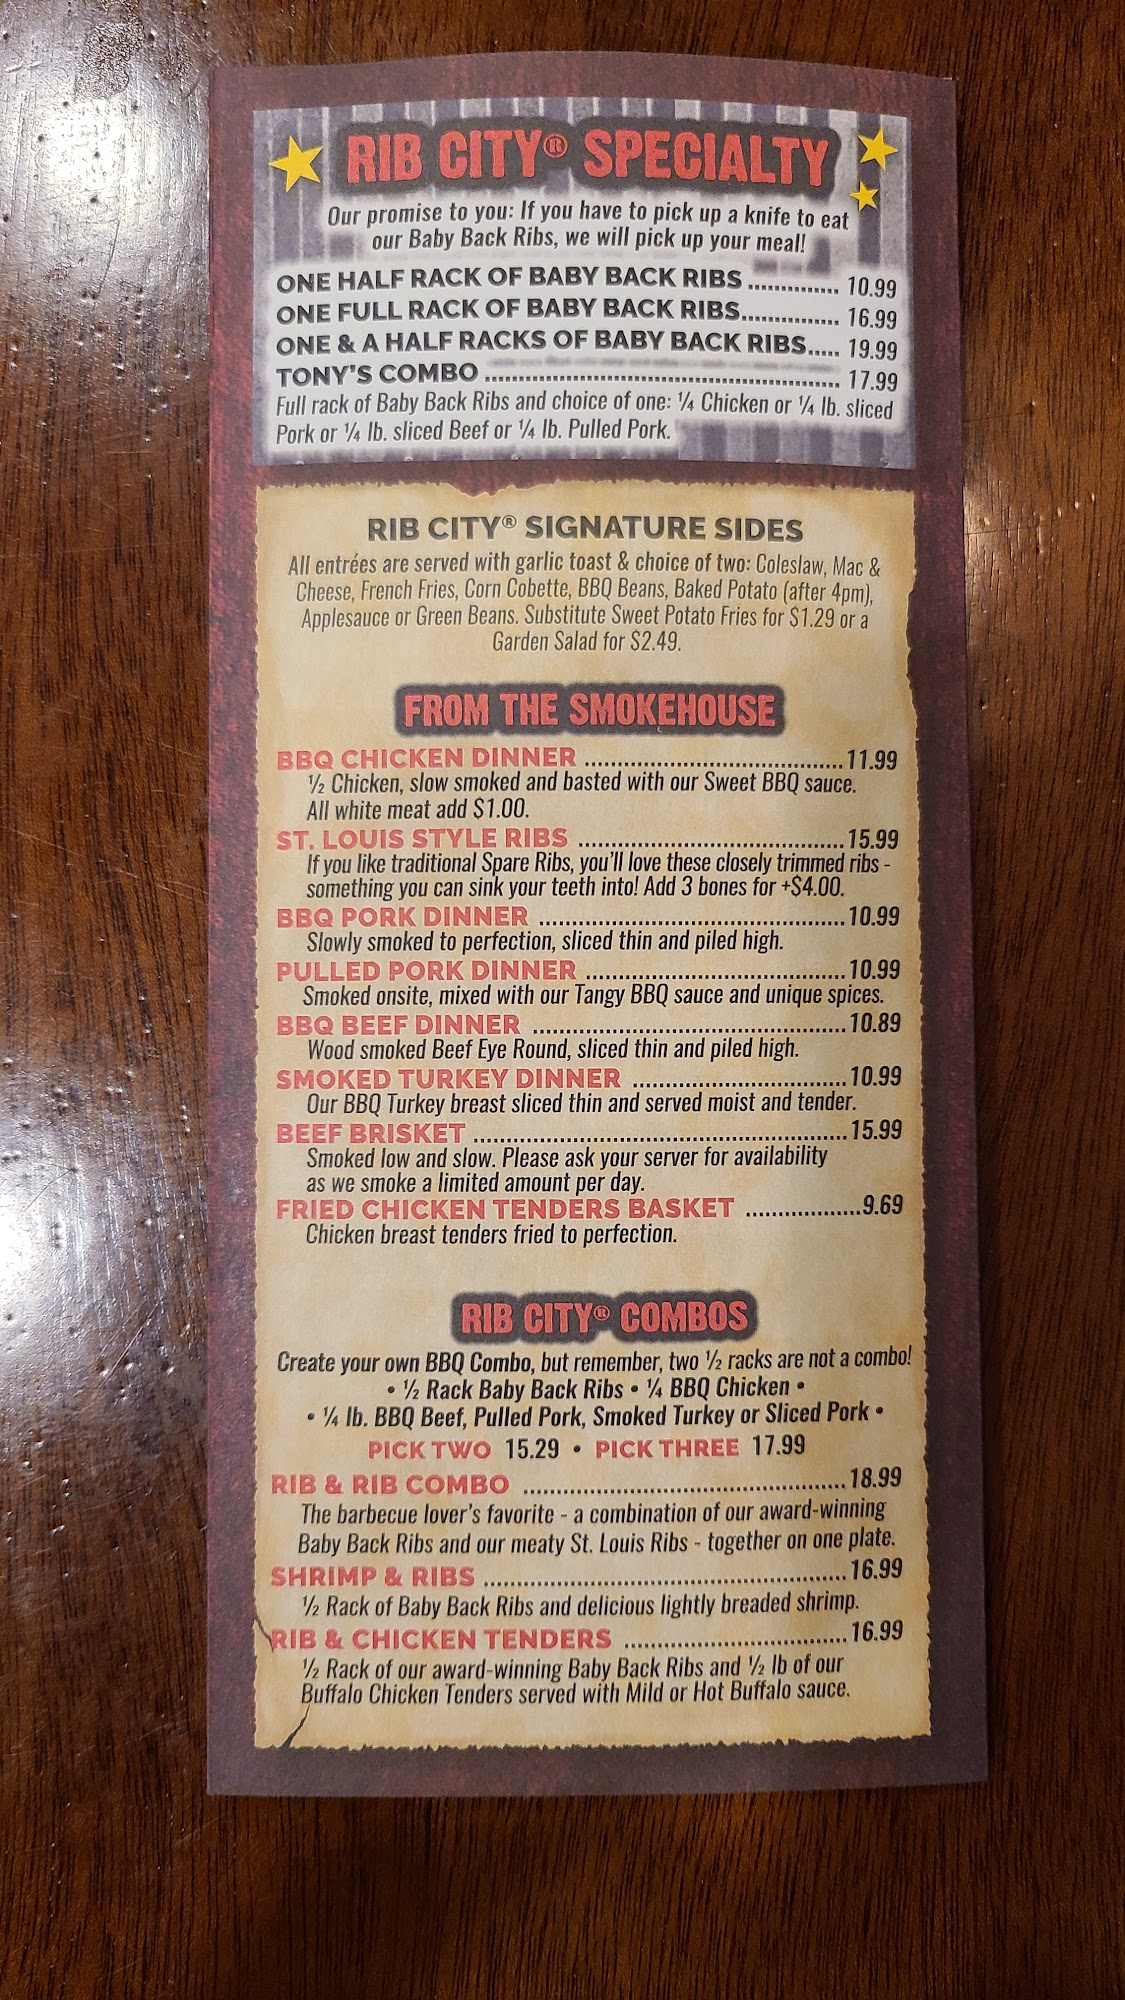 RIB CITY® SPECIALTY
Our promise to you: If you have to pick up a knife to eat
our Baby Back Ribs, we will pick up your meal!
ONE HALF RACK OF BABY BACK RIBS .............. 10.99
ONE FULL RACK OF BABY BACK RIBS............... 16.99
ONE & A HALF RACKS OF BABY BACK RIBS..... 19.99
TONY'S COMBO ...................................................... 17.99
Full rack of Baby Back Ribs and choice of one: ¼ Chicken or ¼ lb. sliced
Pork or ¼ lb. sliced Beef or ¼ lb. Pulled Pork.
RIB CITY® SIGNATURE SIDES
All entrées are served with garlic toast & choice of two: Coleslaw, Mac &
Cheese, French Fries, Corn Cobette, BBQ Beans, Baked Potato (after 4pm),
Applesauce or Green Beans. Substitute Sweet Potato Fries for $1.29 or a
Garden Salad for $2.49.
FROM THE SMOKEHOUSE
BBQ CHICKEN DINNER ........................................11.99
½ Chicken, slow smoked and basted with our Sweet BBQ sauce.
All white meat add $1.00.
ST. LOUIS STYLE RIBS .........................................15.99
If you like traditional Spare Ribs, you'll love these closely trimmed ribs -
something you can sink your teeth into! Add 3 bones for +$4.00.
BBQ PORK DINNER ...............................................10.99
Slowly smoked to perfection, sliced thin and piled high.
PULLED PORK DINNER ........................................10.99
Smoked onsite, mixed with our Tangy BBQ sauce and unique spices.
BBQ BEEF DINNER ................................................10.89
Wood smoked Beef Eye Round, sliced thin and piled high.
SMOKED TURKEY DINNER .................................10.99
Our BBQ Turkey breast sliced thin and served moist and tender.
BEEF BRISKET .........................................................15.99
Smoked low and slow. Please ask your server for availability
as we smoke a limited amount per day.
FRIED CHICKEN TENDERS BASKET ..................9.69
Chicken breast tenders fried to perfection.
RIB CITY® COMBOS
Create your own BBQ Combo, but remember, two ½ racks are not a combo!
• ½ Rack Baby Back Ribs • ¼ BBQ Chicken •
• ¼ lb. BBQ Beef, Pulled Pork, Smoked Turkey or Sliced Pork •
PICK TWO 15.29 • PICK THREE 17.99
RIB & RIB COMBO .................................................18.99
The barbecue lover's favorite - a combination of our award-winning
Baby Back Ribs and our meaty St. Louis Ribs - together on one plate.
SHRIMP & RIBS .......................................................16.99
½ Rack of Baby Back Ribs and delicious lightly breaded shrimp.
RIB & CHICKEN TENDERS ..................................16.99
½ Rack of our award-winning Baby Back Ribs and ½ lb of our
Buffalo Chicken Tenders served with Mild or Hot Buffalo sauce.